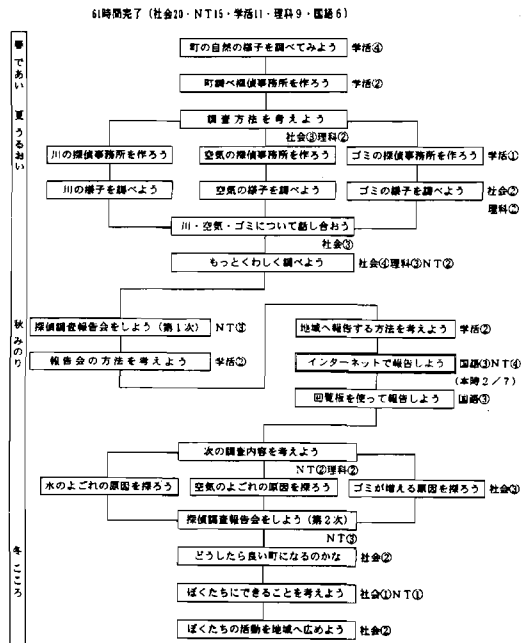 61時間完了(社会20・NT15・学活11・理科9・国語6)
春 であい
町の自然の様子を調べてみよう 学活④
町調べ探偵事務所を作ろう 学活②
夏 うるおい
調査方法を考えよう
社会③理科②
川の探偵事務所を作ろう 空気の探偵事務所を作ろう ゴミの探偵事務所を作ろう 学活①
川の様子を調べよう 空気の様子を調べよう ゴミの様子を調べよう 社会②
理科②
川・空気・ゴミについて話し合おう
社会③
もっとくわしく調べよう 社会④理科③NT②
秋 みのり
探偵調査報告会をしよう(第1次) NT③
報告会の方法を考えよう 学活②
地域へ報告する方法を考えよう 学活②
インターネットで報告しよう 国語③NT④
(本時2/7)
回覧板を使って報告しよう 国語③
次の調査内容を考えよう
NT②理科②
水のよごれの原因を探ろう 空気のよごれの原因を探ろう ゴミが増える原因を探ろう 社会③
探偵調査報告会をしよう(第2次)
NT③
冬 こころ
どうしたら良い町になるのかな 社会②
ぼくたちにできることを考えよう 社会①NT①
ぼくたちの活動を地域へ広めよう 社会②